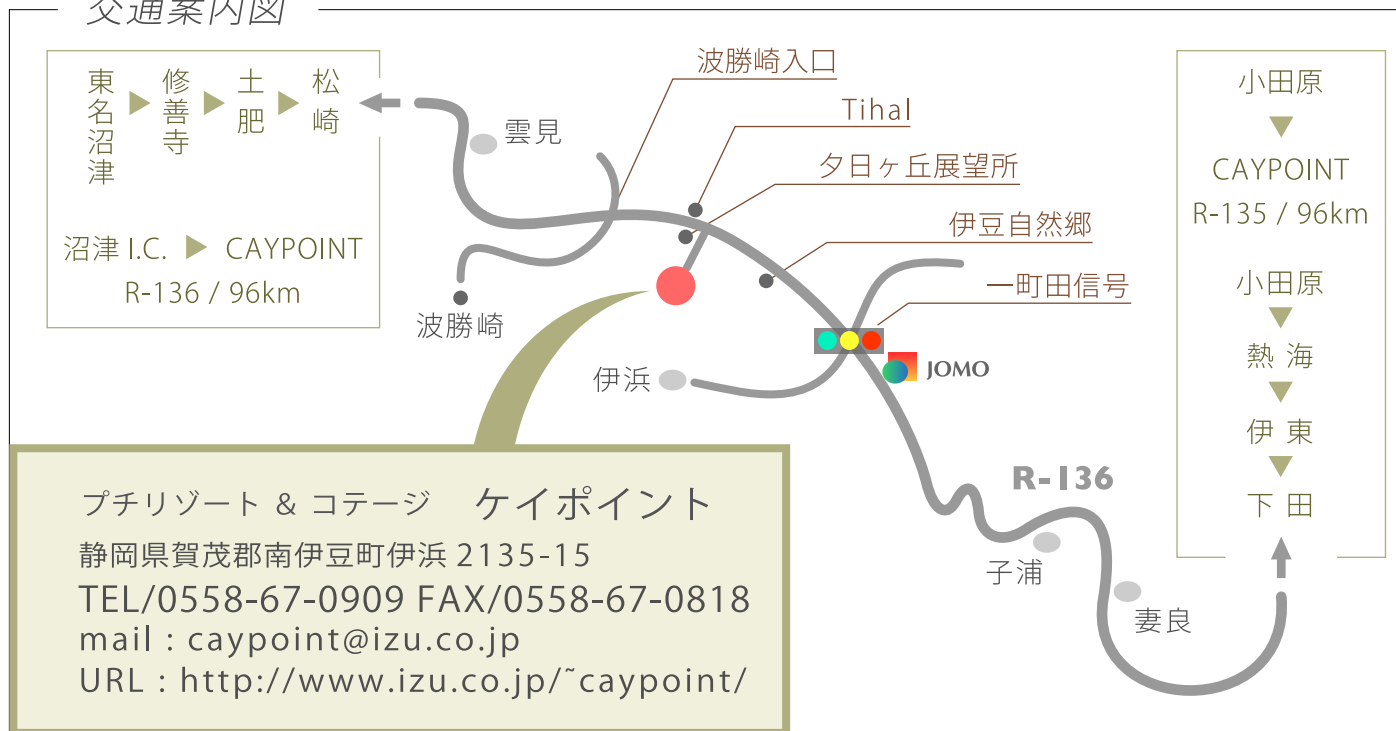 交通案内図
東名沼津
修善寺
土肥
松崎
沼津 I.C.
CAYPOINT
R-136 / 96km
雲見
波勝崎入口
Tihal
夕日ヶ丘展望所
伊豆自然郷
一町田信号
波勝崎
伊浜
JOMO
R-136
子浦
妻良
小田原
CAYPOINT
R-135 / 96km
小田原
熱海
伊東
下田
プチリゾート & コテージ ケイポイント
静岡県賀茂郡南伊豆町伊浜 2135-15
TEL/0558-67-0909 FAX/0558-67-0818
mail : caypoint@izu.co.jp
URL : http://www.izu.co.jp/~caypoint/